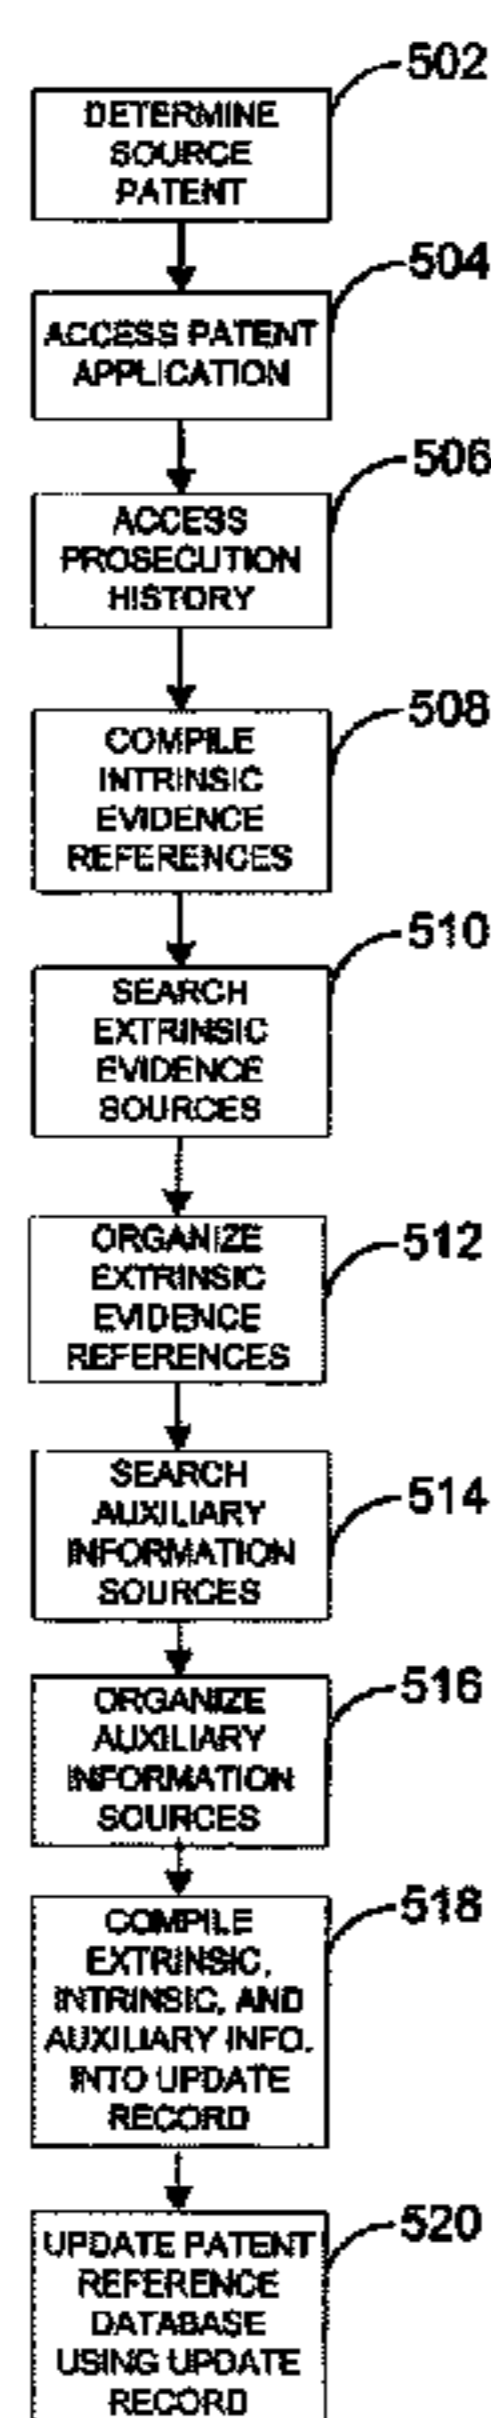 502
DETERMINE
SOURCE
PATENT
504
ACCESS PATENT
APPLICATION
506
ACCESS
PROSECUTION
HISTORY
508
COMPILE
INTRINSIC
EVIDENCE
REFERENCES
510
SEARCH
EXTRINSIC
EVIDENCE
SOURCES
512
ORGANIZE
EXTRINSIC
EVIDENCE
REFERENCES
514
SEARCH
AUXILIARY
INFORMATION
SOURCES
516
ORGANIZE
AUXILIARY
INFORMATION
SOURCES
518
COMPILE
EXTRINSIC,
INTRINSIC, AND
AUXILIARY INFO.
INTO UPDATE
RECORD
520
UPDATE PATENT
REFERENCE
DATABASE
USING UPDATE
RECORD